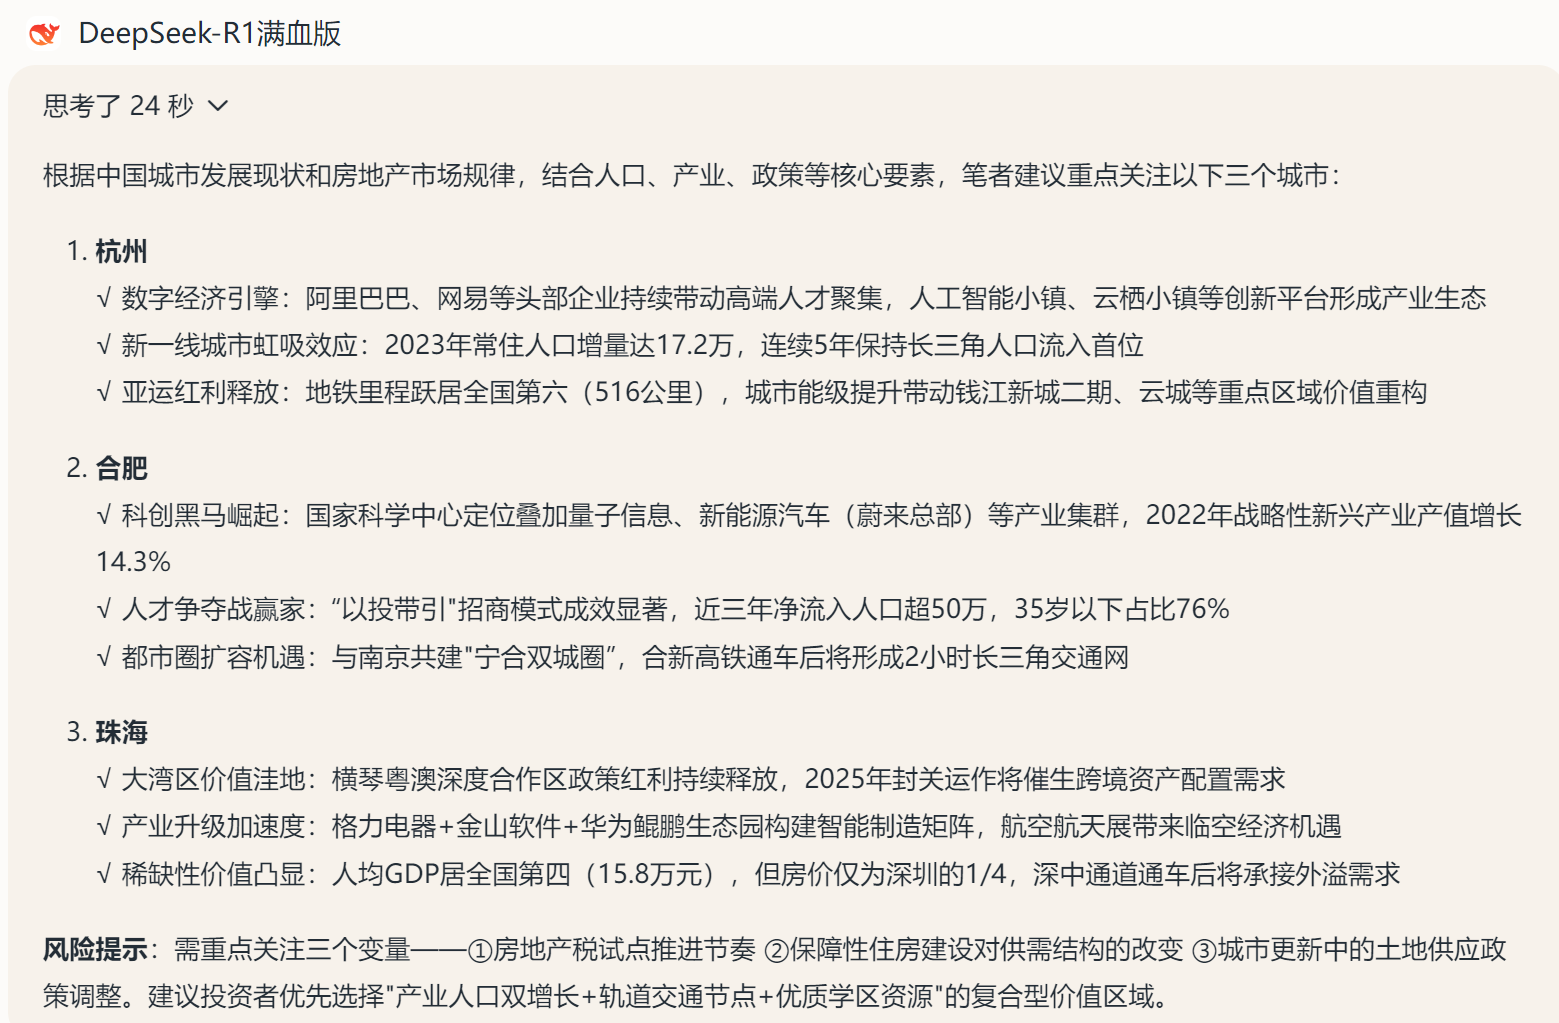 DeepSeek-R1满血版
思考了 24 秒
根据中国城市发展现状和房地产市场规律，结合人口、产业、政策等核心要素，笔者建议重点关注以下三个城市：
1. 杭州
√ 数字经济引擎：阿里巴巴、网易等头部企业持续带动高端人才聚集，人工智能小镇、云栖小镇等创新平台形成产业生态
√ 新一线城市虹吸效应：2023年常住人口增量达17.2万，连续5年保持长三角人口流入首位
√ 亚运红利释放：地铁里程跃居全国第六（516公里），城市能级提升带动钱江新城二期、云城等重点区域价值重构
2. 合肥
√ 科创黑马崛起：国家科学中心定位叠加量子信息、新能源汽车（蔚来总部）等产业集群，2022年战略性新兴产业产值增长
14.3%
√ 人才争夺战赢家：“以投带引"招商模式成效显著，近三年净流入人口超50万，35岁以下占比76%
√ 都市圈扩容机遇：与南京共建"宁合双城圈”，合新高铁通车后将形成2小时长三角交通网
3. 珠海
√ 大湾区价值洼地：横琴粤澳深度合作区政策红利持续释放，2025年封关运作将催生跨境资产配置需求
√ 产业升级加速度：格力电器+金山软件+华为鲲鹏生态园构建智能制造矩阵，航空航天展带来临空经济机遇
√ 稀缺性价值凸显：人均GDP居全国第四（15.8万元），但房价仅为深圳的1/4，深中通道通车后将承接外溢需求
风险提示：需重点关注三个变量——①房地产税试点推进节奏 ②保障性住房建设对供需结构的改变 ③城市更新中的土地供应政
策调整。建议投资者优先选择"产业人口双增长+轨道交通节点+优质学区资源"的复合型价值区域。